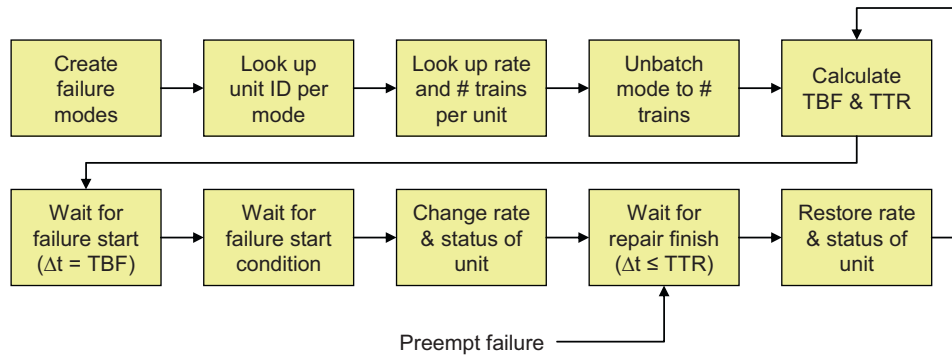 Create
failure
modes
Look up
unit ID per
mode
Look up rate
and # trains
per unit
Unbatch
mode to #
trains
Calculate
TBF & TTR
Wait for
failure start
(Δt = TBF)
Wait for
failure start
condition
Change rate
& status of
unit
Wait for
repair finish
(Δt ≤ TTR)
Restore rate
& status of
unit
Preempt failure